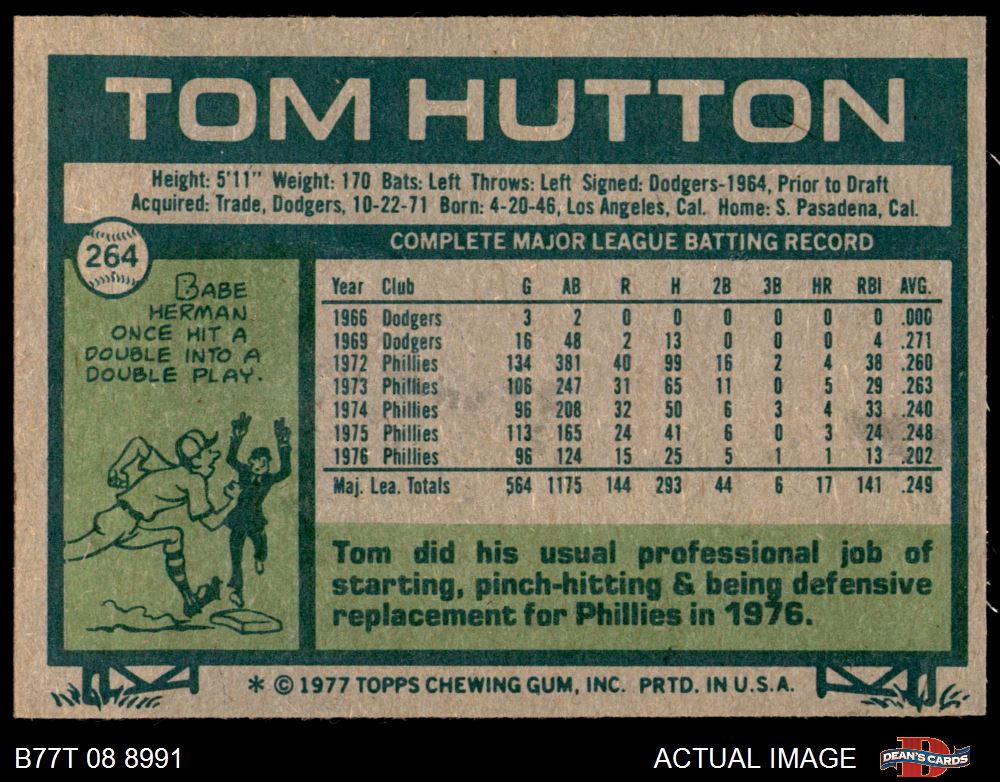 TOM HUTTON
Height: 5'11" Weight: 170 Bats: Left Throws: Left Signed: Dodgers-1964, Prior to Draft
Acquired: Trade, Dodgers, 10-22-71 Born: 4-20-46, Los Angeles, Cal. Home: S. Pasadena, Cal.
264
BABE
HERMAN
ONCE HIT A
DOUBLE INTO A
DOUBLE PLAY.
COMPLETE MAJOR LEAGUE BATTING RECORD
Year Club G AB R H 2B 3B HR RBI AVG.
1966 Dodgers 3 2 0 0 0 0 0 0 .000
1969 Dodgers 16 48 2 13 0 0 0 4 .271
1972 Phillies 134 381 40 99 16 2 4 38 .260
1973 Phillies 106 247 31 65 11 0 5 29 .263
1974 Phillies 96 208 32 50 6 3 4 33 .240
1975 Phillies 113 165 24 41 6 0 3 24 .248
1976 Phillies 96 124 15 25 5 1 1 13 .202
Maj. Lea. Totals 564 1175 144 293 44 6 17 141 .249
Tom did his usual professional job of
starting, pinch-hitting & being defensive
replacement for Phillies in 1976.
* © 1977 TOPPS CHEWING GUM, INC. PRTD. IN U.S.A.
B77T 08 8991
ACTUAL IMAGE
DEAN'S CARDS